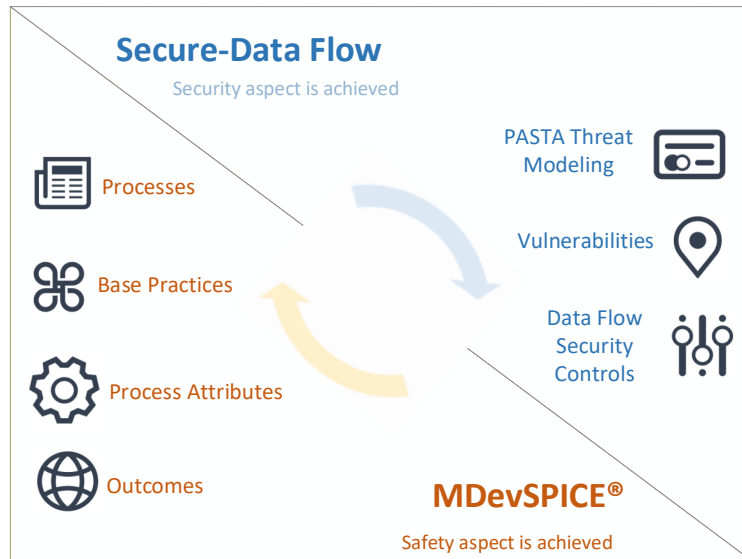 Secure-Data Flow
Security aspect is achieved
Processes
Base Practices
Process Attributes
Outcomes
PASTA Threat
Modeling
Vulnerabilities
Data Flow
Security
Controls
MDevSPICE®
Safety aspect is achieved